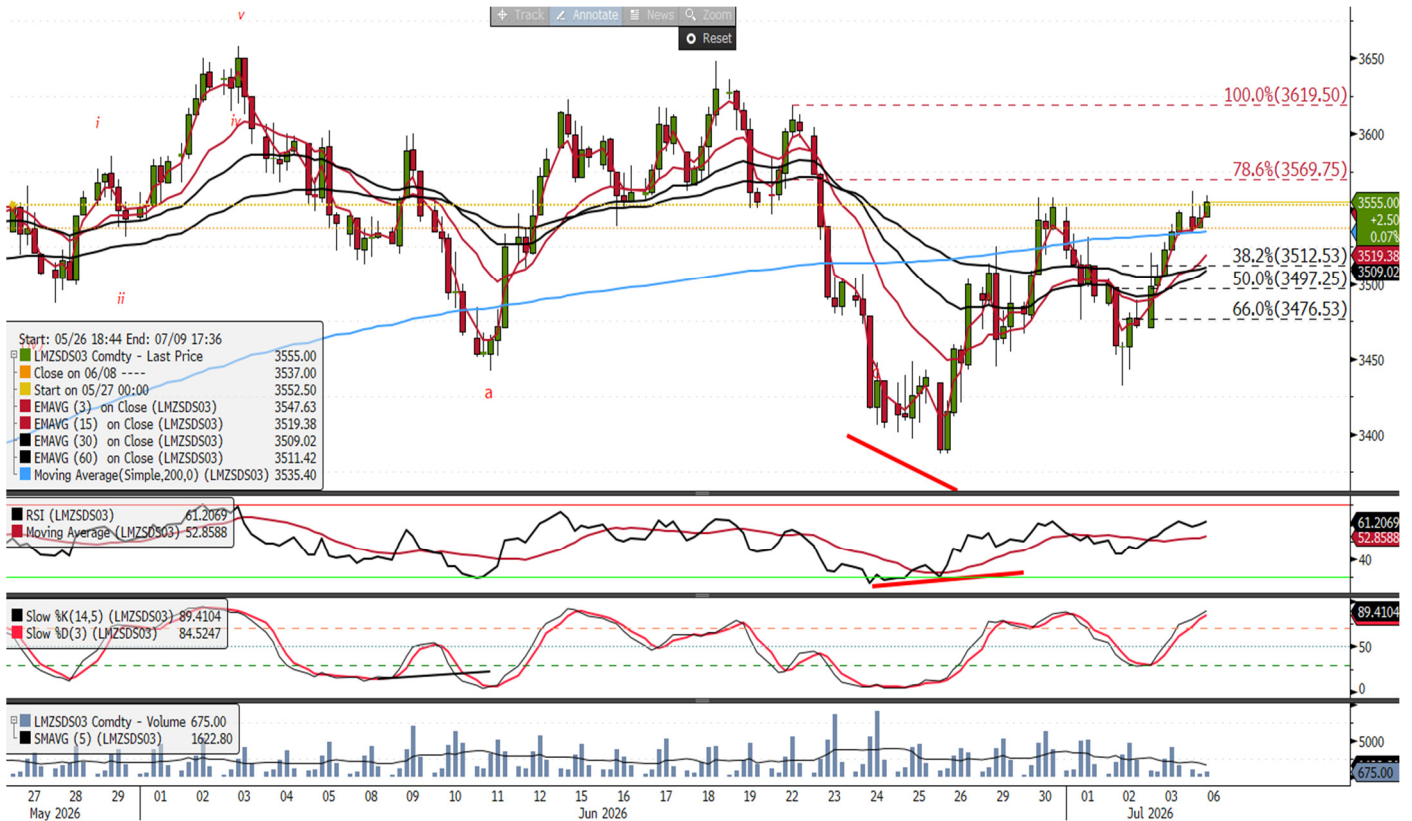 Track Annotate News Zoom
Reset
v
i
iv
ii
a
100.0%(3619.50)
78.6%(3569.75)
38.2%(3512.53)
50.0%(3497.25)
66.0%(3476.53)
3650
3600
3555.00
+2.50
0.07%
3519.38
3509.02
3500
3450
3400
Start: 05/26 18:44 End: 07/09 17:36
LMZSDS03 Comdty - Last Price 3555.00
Close on 06/08 ---- 3537.00
Start on 05/27 00:00 3552.50
EMAVG (3) on Close (LMZSDS03) 3547.63
EMAVG (15) on Close (LMZSDS03) 3519.38
EMAVG (30) on Close (LMZSDS03) 3509.02
EMAVG (60) on Close (LMZSDS03) 3511.42
Moving Average(Simple,200,0) (LMZSDS03) 3535.40
RSI (LMZSDS03) 61.2069
Moving Average (LMZSDS03) 52.8588
61.2069
52.8588
40
Slow %K(14,5) (LMZSDS03) 89.4104
Slow %D(3) (LMZSDS03) 84.5247
89.4104
50
0
LMZSDS03 Comdty - Volume 675.00
SMAVG (5) (LMZSDS03) 1622.80
5000
675.00
27 28 29 01 02 03 04 05 08 09 10 11 12 15 16 17 18 19 22 23 24 25 26 29 30 01 02 03 06
May 2026 Jun 2026 Jul 2026